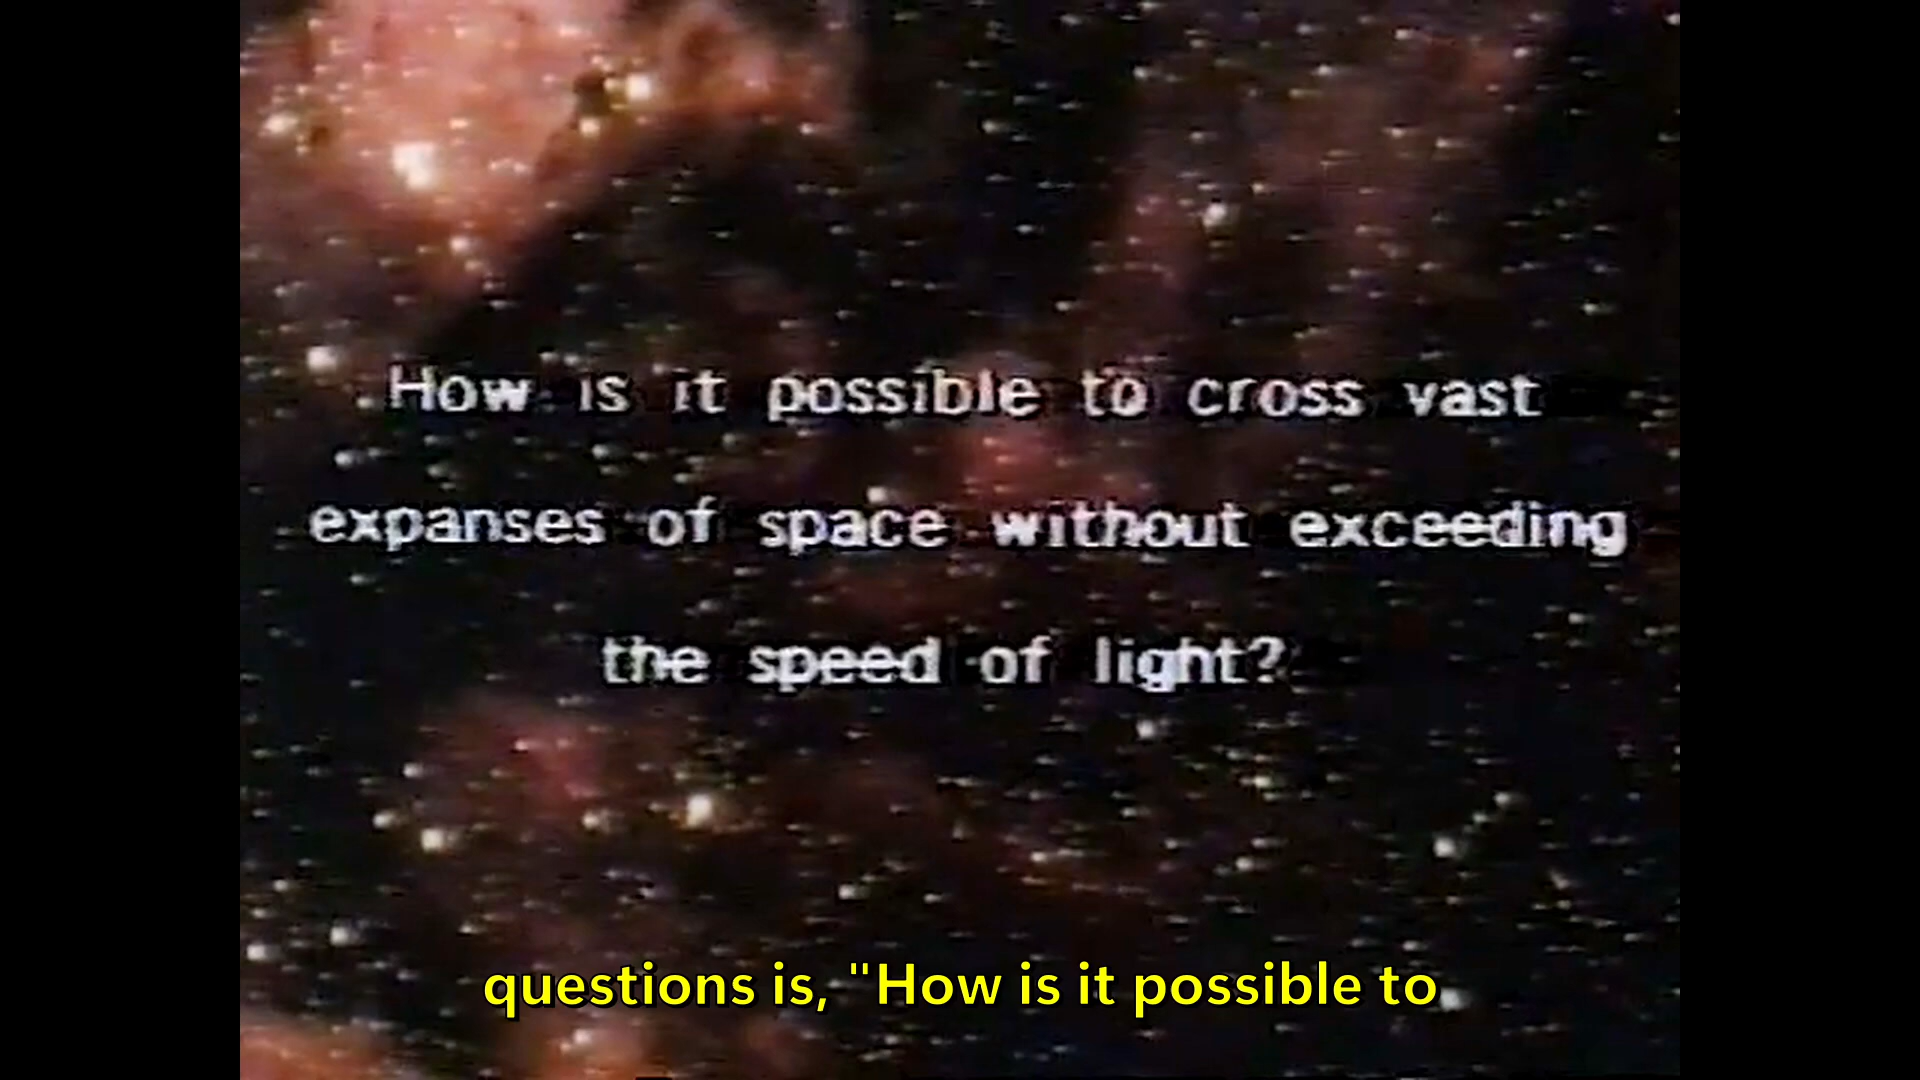 How is it possible to cross vast
expanses of space without exceeding
the speed of light?
questions is, "How is it possible to